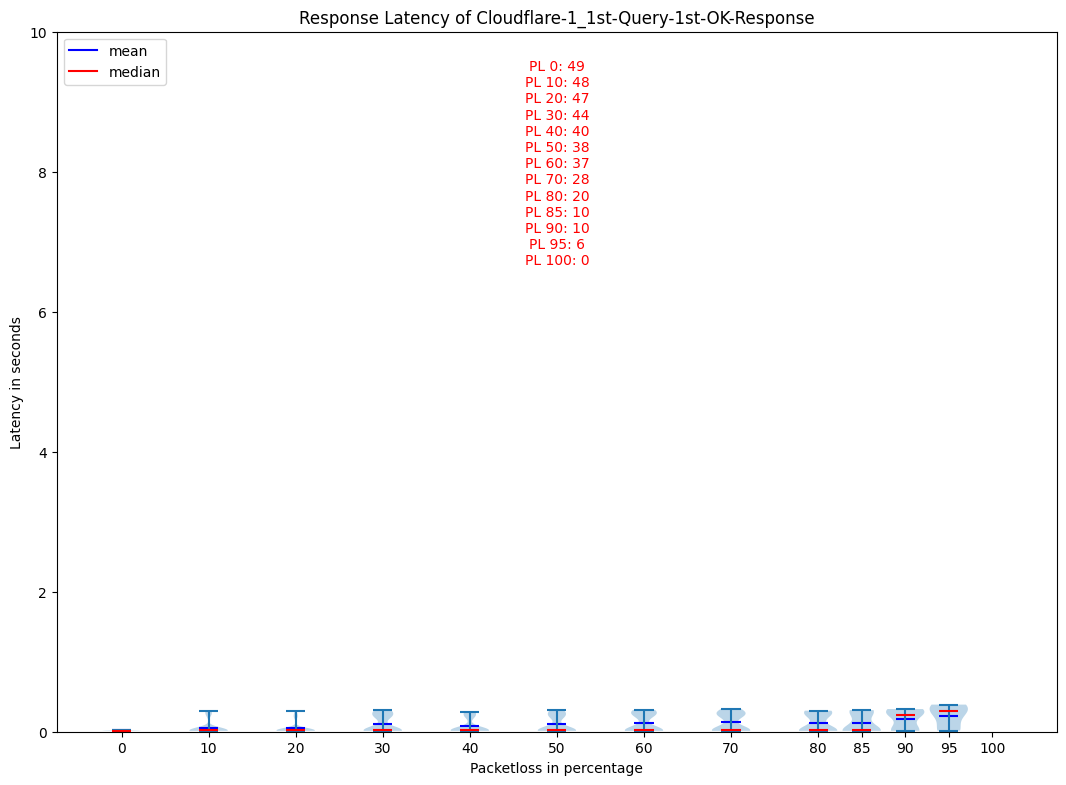 Response Latency of Cloudflare-1_1st-Query-1st-OK-Response
mean
median
PL 0: 49
PL 10: 48
PL 20: 47
PL 30: 44
PL 40: 40
PL 50: 38
PL 60: 37
PL 70: 28
PL 80: 20
PL 85: 10
PL 90: 10
PL 95: 6
PL 100: 0
Latency in seconds
10
8
6
4
2
0
0 10 20 30 40 50 60 70 80 85 90 95 100
Packetloss in percentage